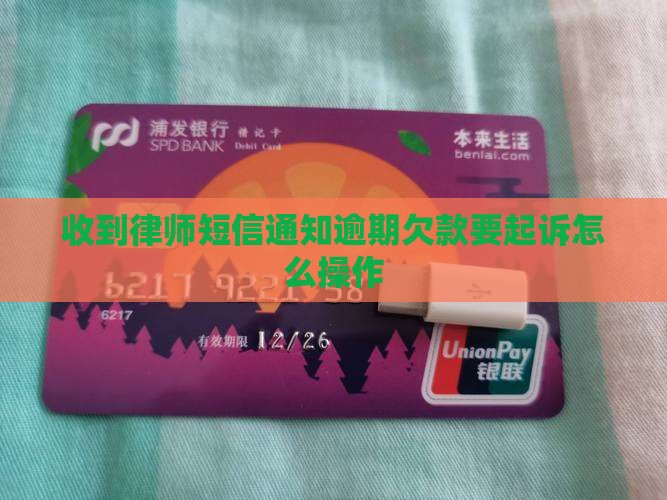 浦发银行 借记卡
SPD BANK Debit Card
本来生活
benlai.com
收到律师短信通知逾期欠款要起诉怎
么操作
6217 9221
6217
有效期限 12/26
UnionPay
银联